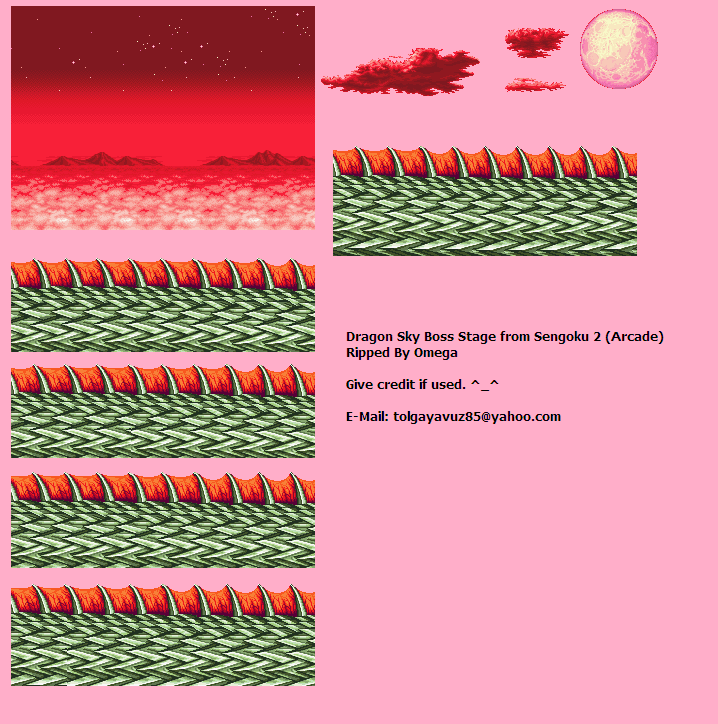 Dragon Sky Boss Stage from Sengoku 2 (Arcade)
Ripped By Omega
Give credit if used. ^_^
E-Mail: tolgayavuz85@yahoo.com